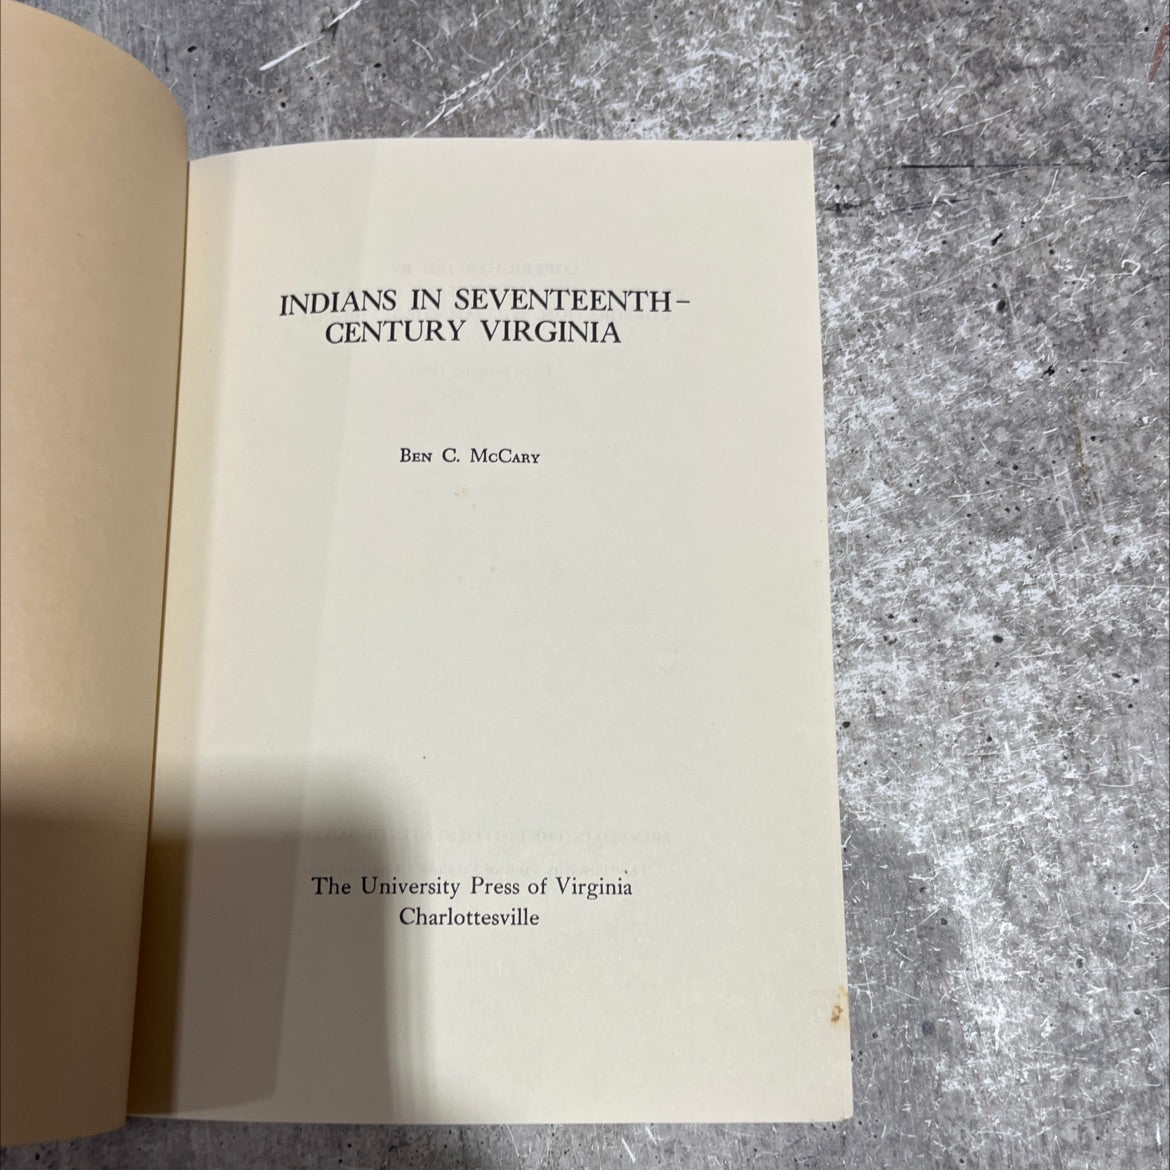 INDIANS IN SEVENTEENTH-
CENTURY VIRGINIA
BEN C. MCCARY
The University Press of Virginia
Charlottesville